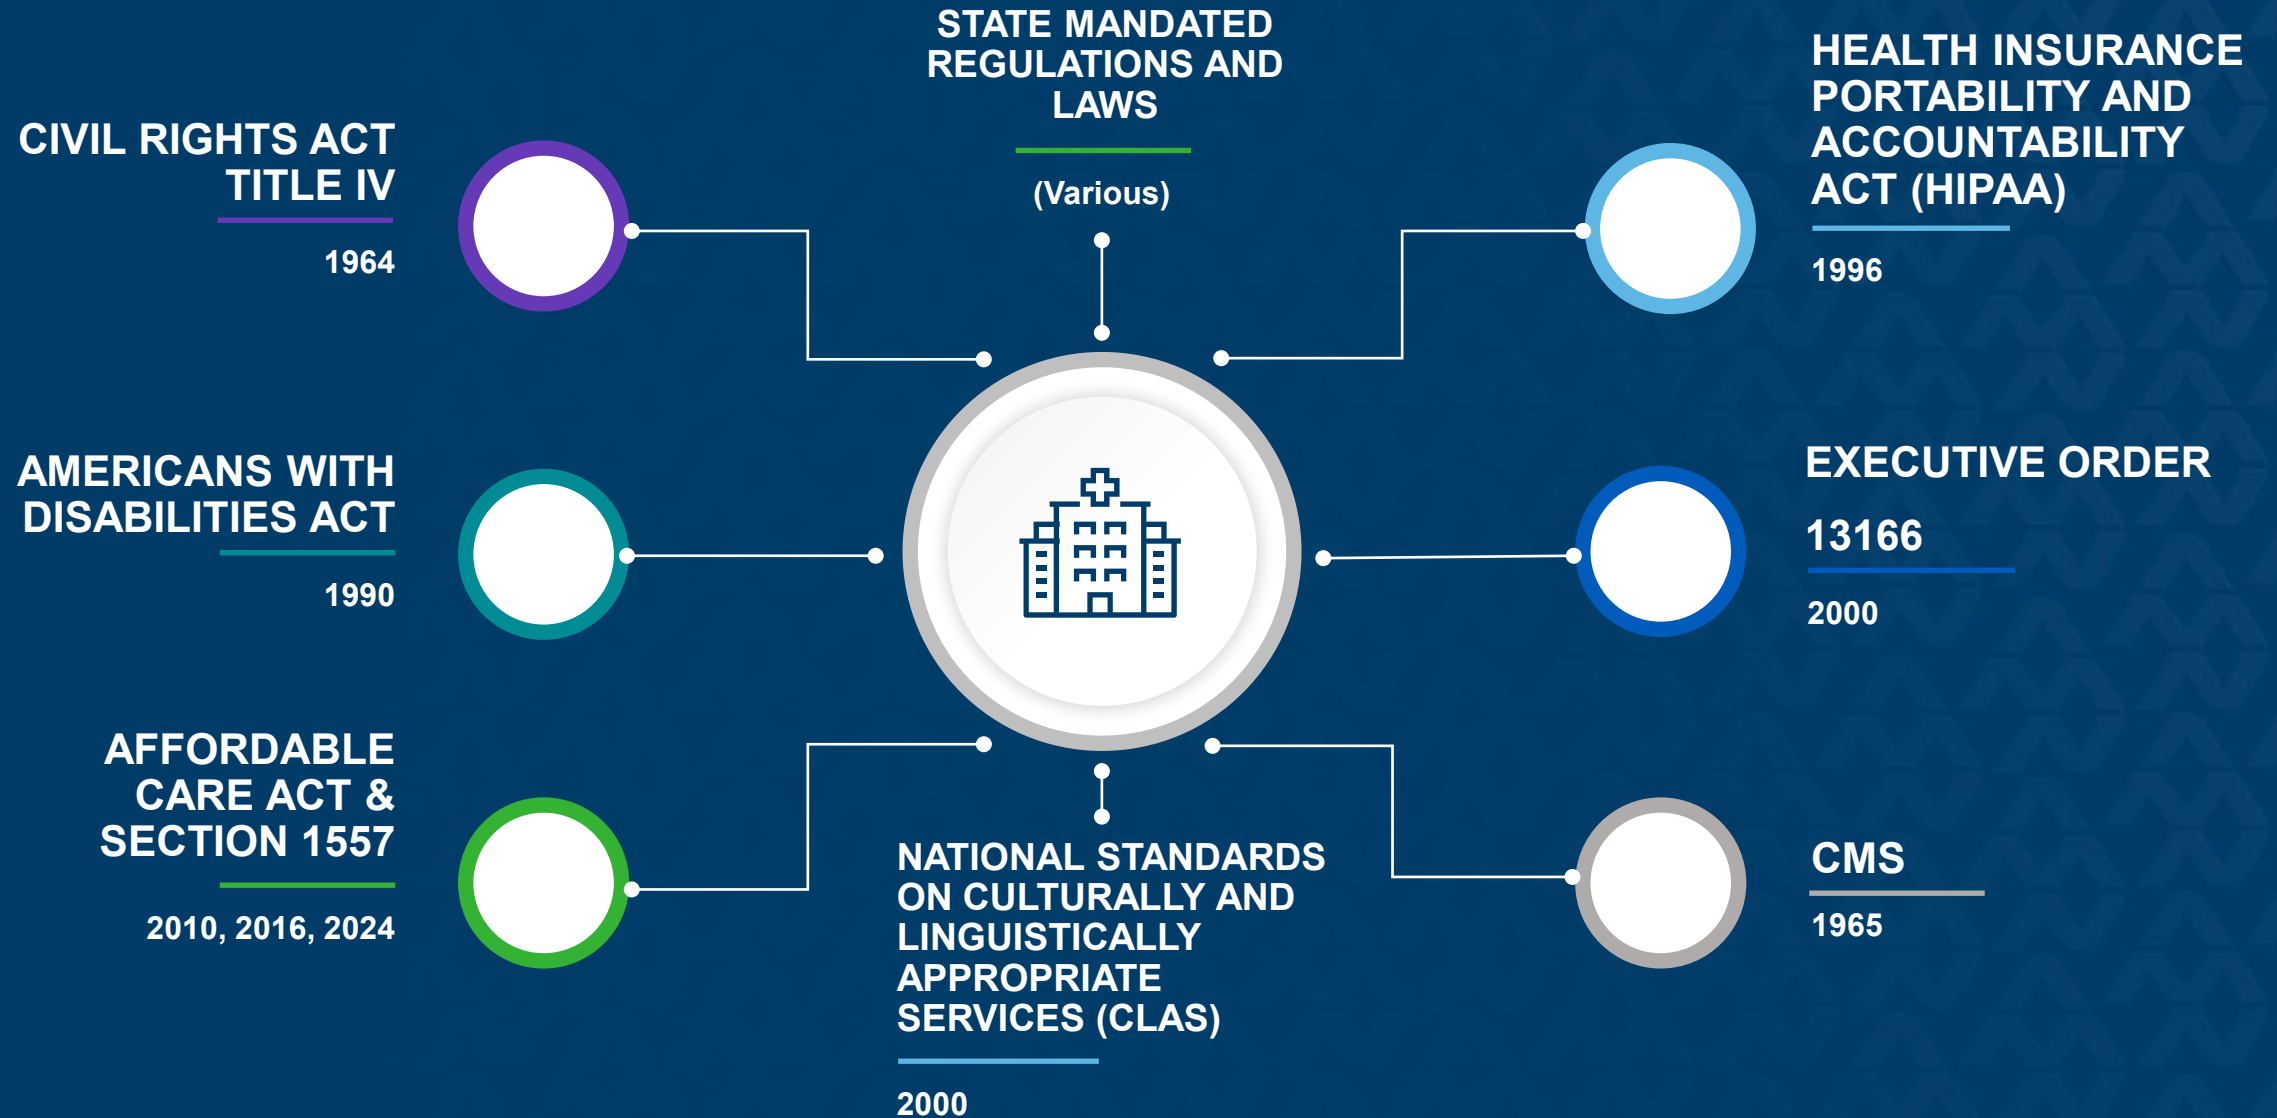 STATE MANDATED
REGULATIONS AND
LAWS
(Various)
CIVIL RIGHTS ACT
TITLE IV
1964
HEALTH INSURANCE
PORTABILITY AND
ACCOUNTABILITY
ACT (HIPAA)
1996
AMERICANS WITH
DISABILITIES ACT
1990
EXECUTIVE ORDER
13166
2000
AFFORDABLE
CARE ACT &
SECTION 1557
2010, 2016, 2024
NATIONAL STANDARDS
ON CULTURALLY AND
LINGUISTICALLY
APPROPRIATE
SERVICES (CLAS)
2000
CMS
1965